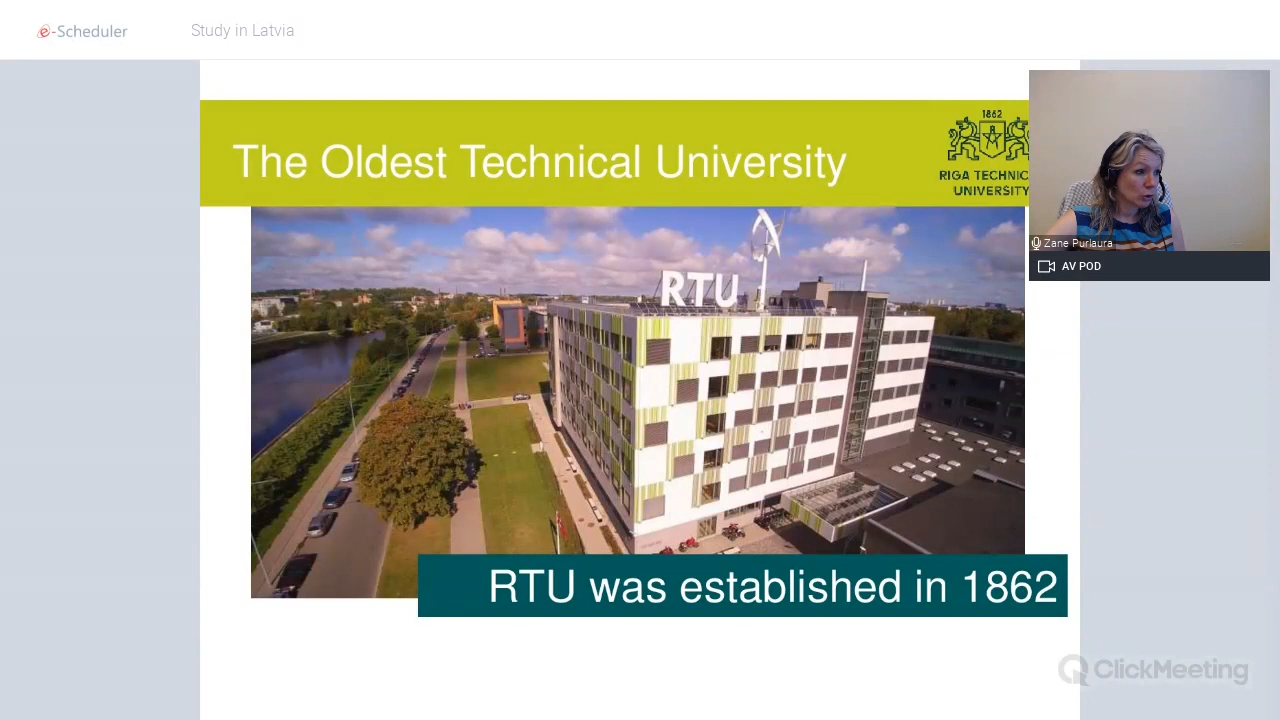 e-Scheduler
Study in Latvia
The Oldest Technical University
1862
RIGA TECHNIC
UNIVERSITY
Zane Purlaura
AV POD
RTU
RTU was established in 1862
ClickMeeting